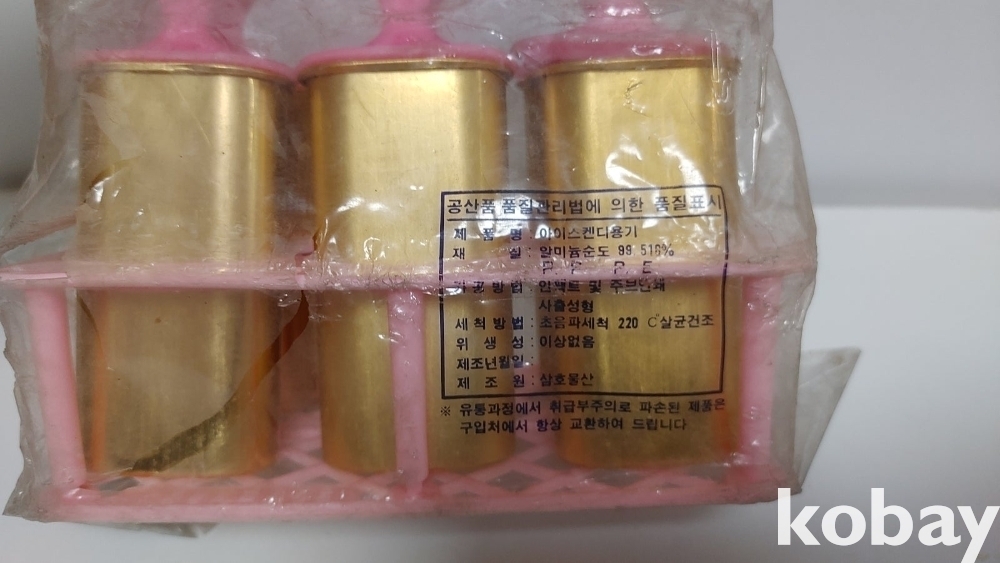 공산품 품질관리법에 의한 품질표시
제 품 명 : 아이스켄디용기
재 질 : 알미늄순도 99.518%
P.P. P.E
가공방법 : 임팩트 및 주브인쇄
사출성형
세척방법 : 초음파세척 220 C°살균건조
위 생 성 : 이상없음
제조년월일 :
제 조 원 : 삼호물산
※ 유통과정에서 취급부주의로 파손된 제품은
구입처에서 항상 교환하여 드립니다
kobay